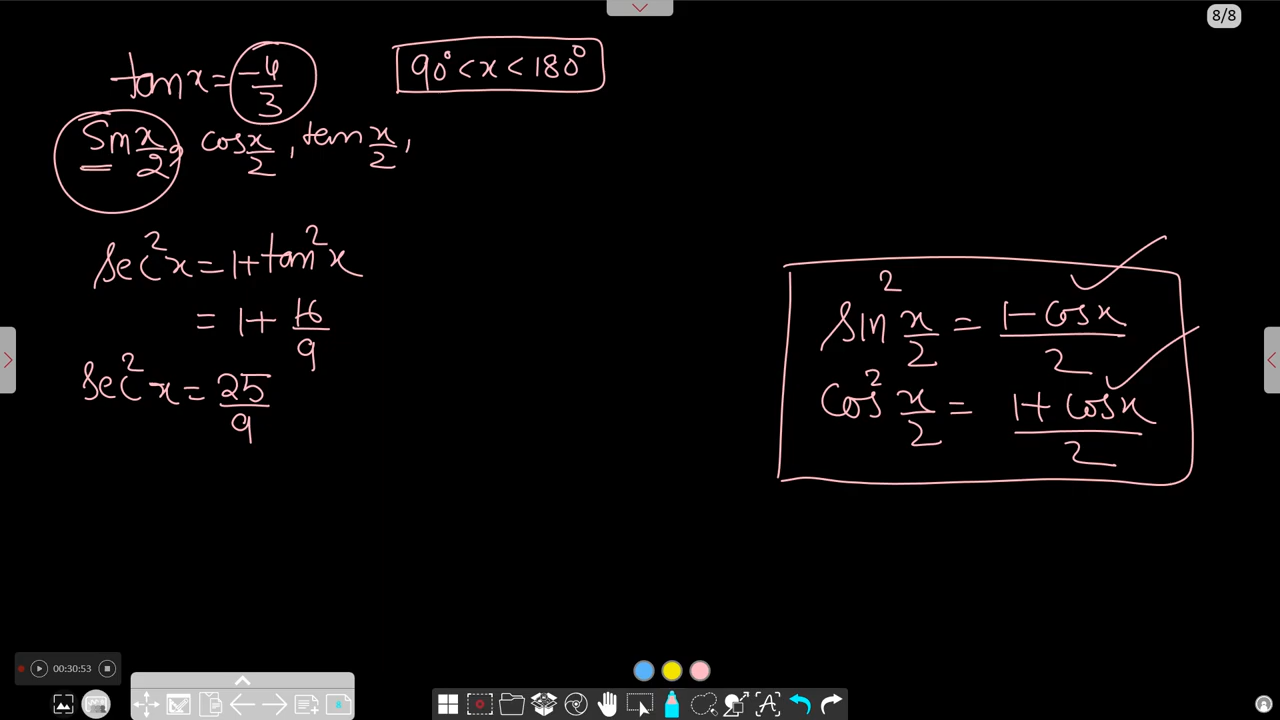 8/8
tan x = -4/3
90° < x < 180°
Sin x/2, cos x/2, tan x/2,
sec²x = 1 + tan²x
= 1 + 16/9
sec²x = 25/9
sin² x/2 = 1 - cos x / 2
cos² x/2 = 1 + cos x / 2
00:30:53